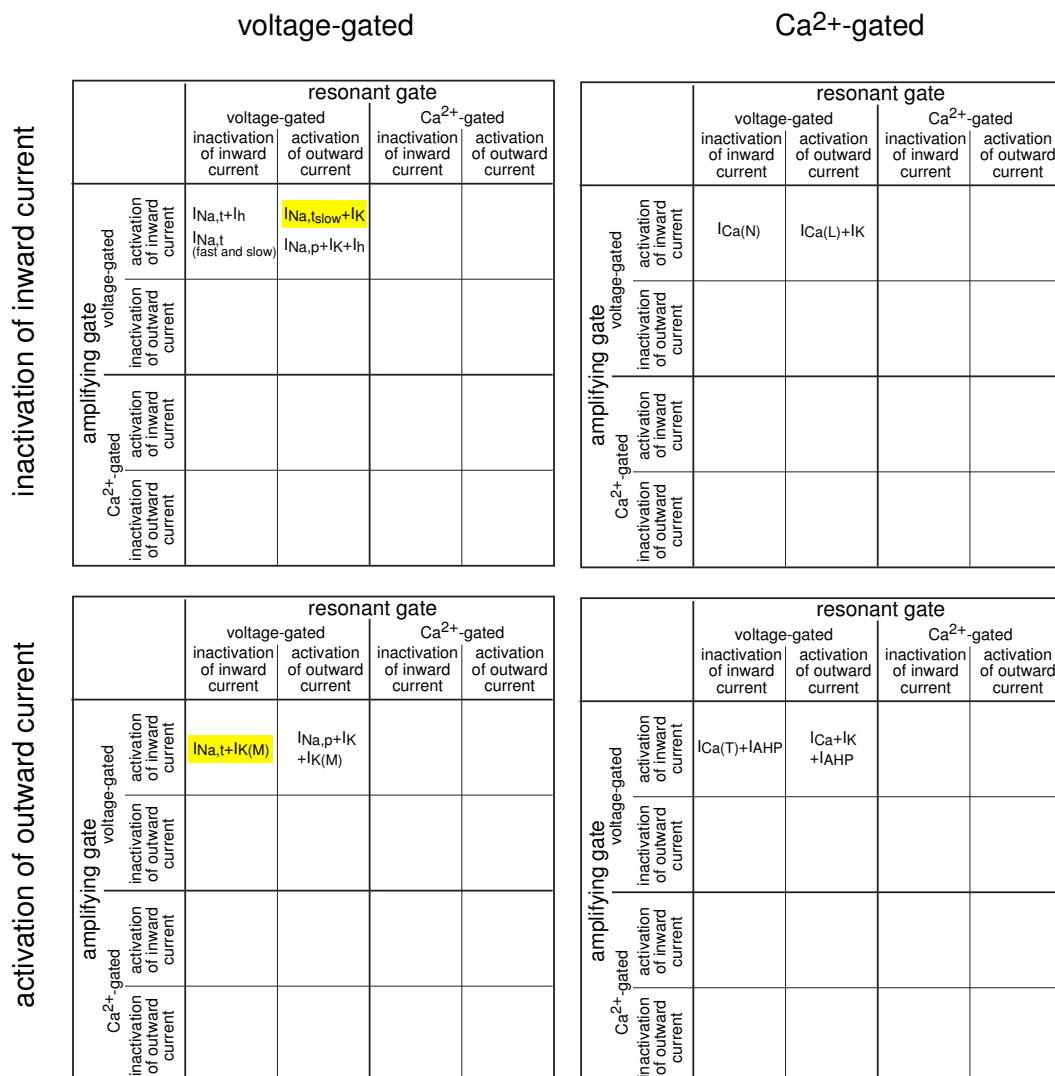 voltage-gated
Ca2+-gated
inactivation of inward current
activation of outward current
resonant gate
voltage-gated
Ca2+-gated
inactivation
of inward
current
activation
of outward
current
inactivation
of inward
current
activation
of outward
current
amplifying gate
voltage-gated
Ca2+-gated
activation
of inward
current
inactivation
of outward
current
activation
of inward
current
inactivation
of outward
current
INa,t+Ih
INa,t
(fast and slow)
INa,tslow+IK
INa,p+IK+Ih
resonant gate
voltage-gated
Ca2+-gated
inactivation
of inward
current
activation
of outward
current
inactivation
of inward
current
activation
of outward
current
amplifying gate
voltage-gated
Ca2+-gated
activation
of inward
current
inactivation
of outward
current
activation
of inward
current
inactivation
of outward
current
ICa(N)
ICa(L)+IK
resonant gate
voltage-gated
Ca2+-gated
inactivation
of inward
current
activation
of outward
current
inactivation
of inward
current
activation
of outward
current
amplifying gate
voltage-gated
Ca2+-gated
activation
of inward
current
inactivation
of outward
current
activation
of inward
current
inactivation
of outward
current
INa,t+IK(M)
INa,p+IK
+IK(M)
resonant gate
voltage-gated
Ca2+-gated
inactivation
of inward
current
activation
of outward
current
inactivation
of inward
current
activation
of outward
current
amplifying gate
voltage-gated
Ca2+-gated
activation
of inward
current
inactivation
of outward
current
activation
of inward
current
inactivation
of outward
current
ICa(T)+IAHP
ICa+IK
+IAHP